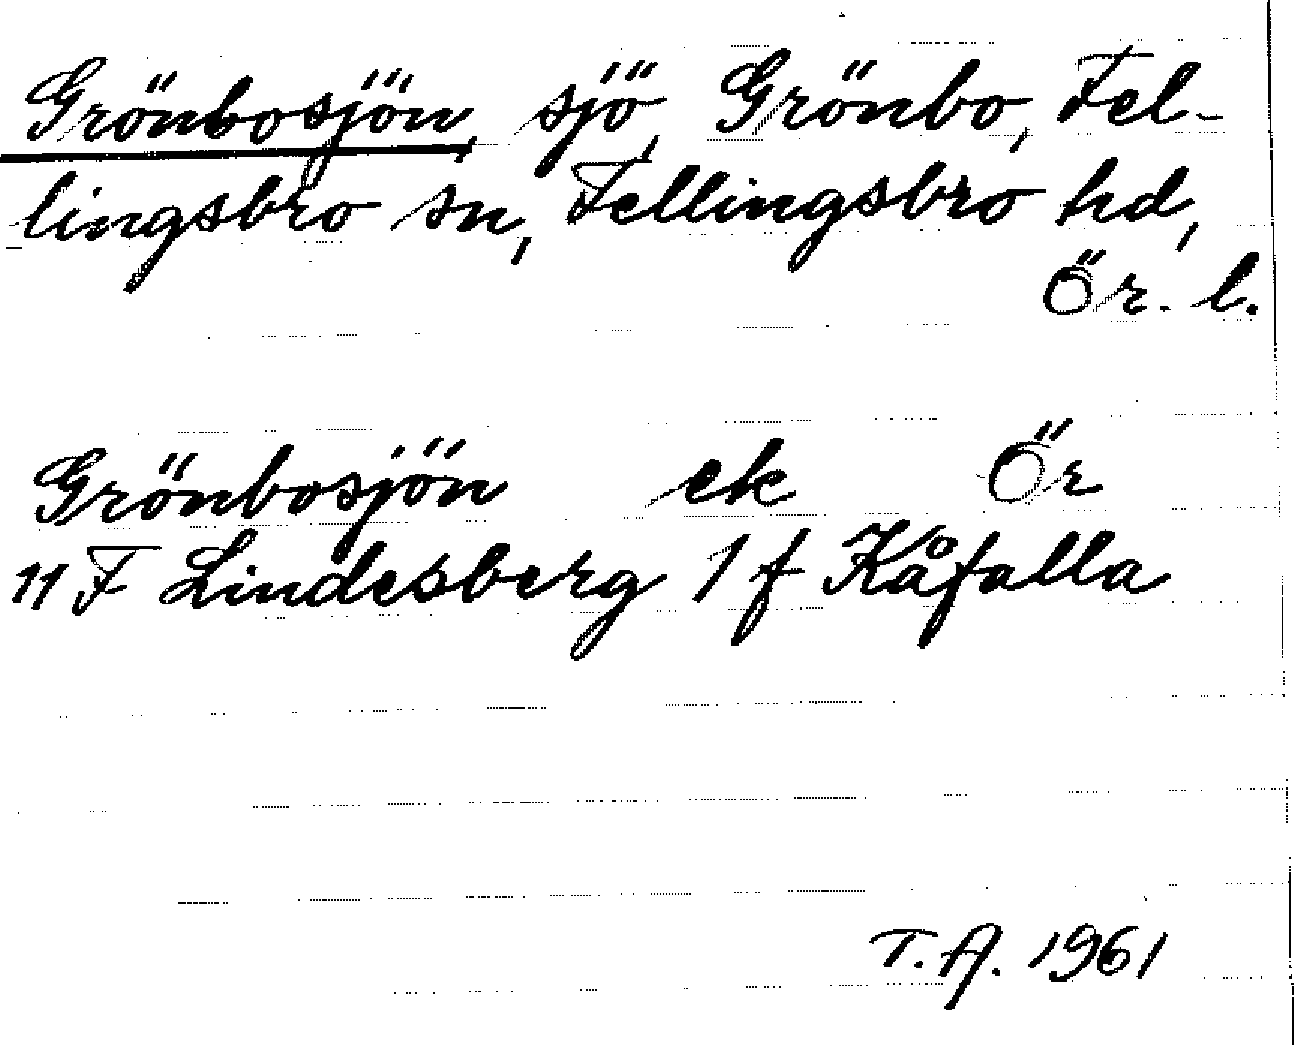 Grönbosjön, sjö, Grönbo, Fel-
lingsbro sn, Fellingsbro hd,
Ör. l.
Grönbosjön ek Ör
11 F Lindesberg 1 f Kåfalla
T.A. 1961